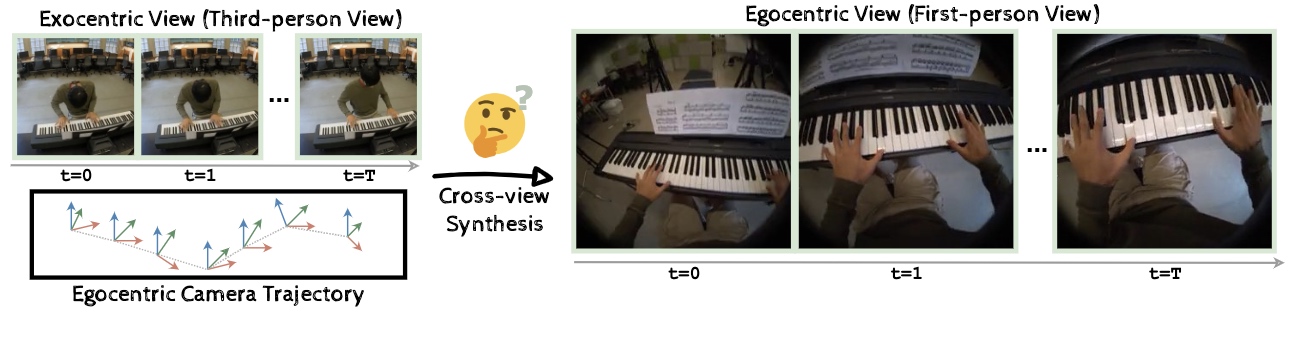 Exocentric View (Third-person View)
...
t=0 t=1 t=T
Egocentric Camera Trajectory
?
Cross-view
Synthesis
Egocentric View (First-person View)
...
t=0 t=1 t=T